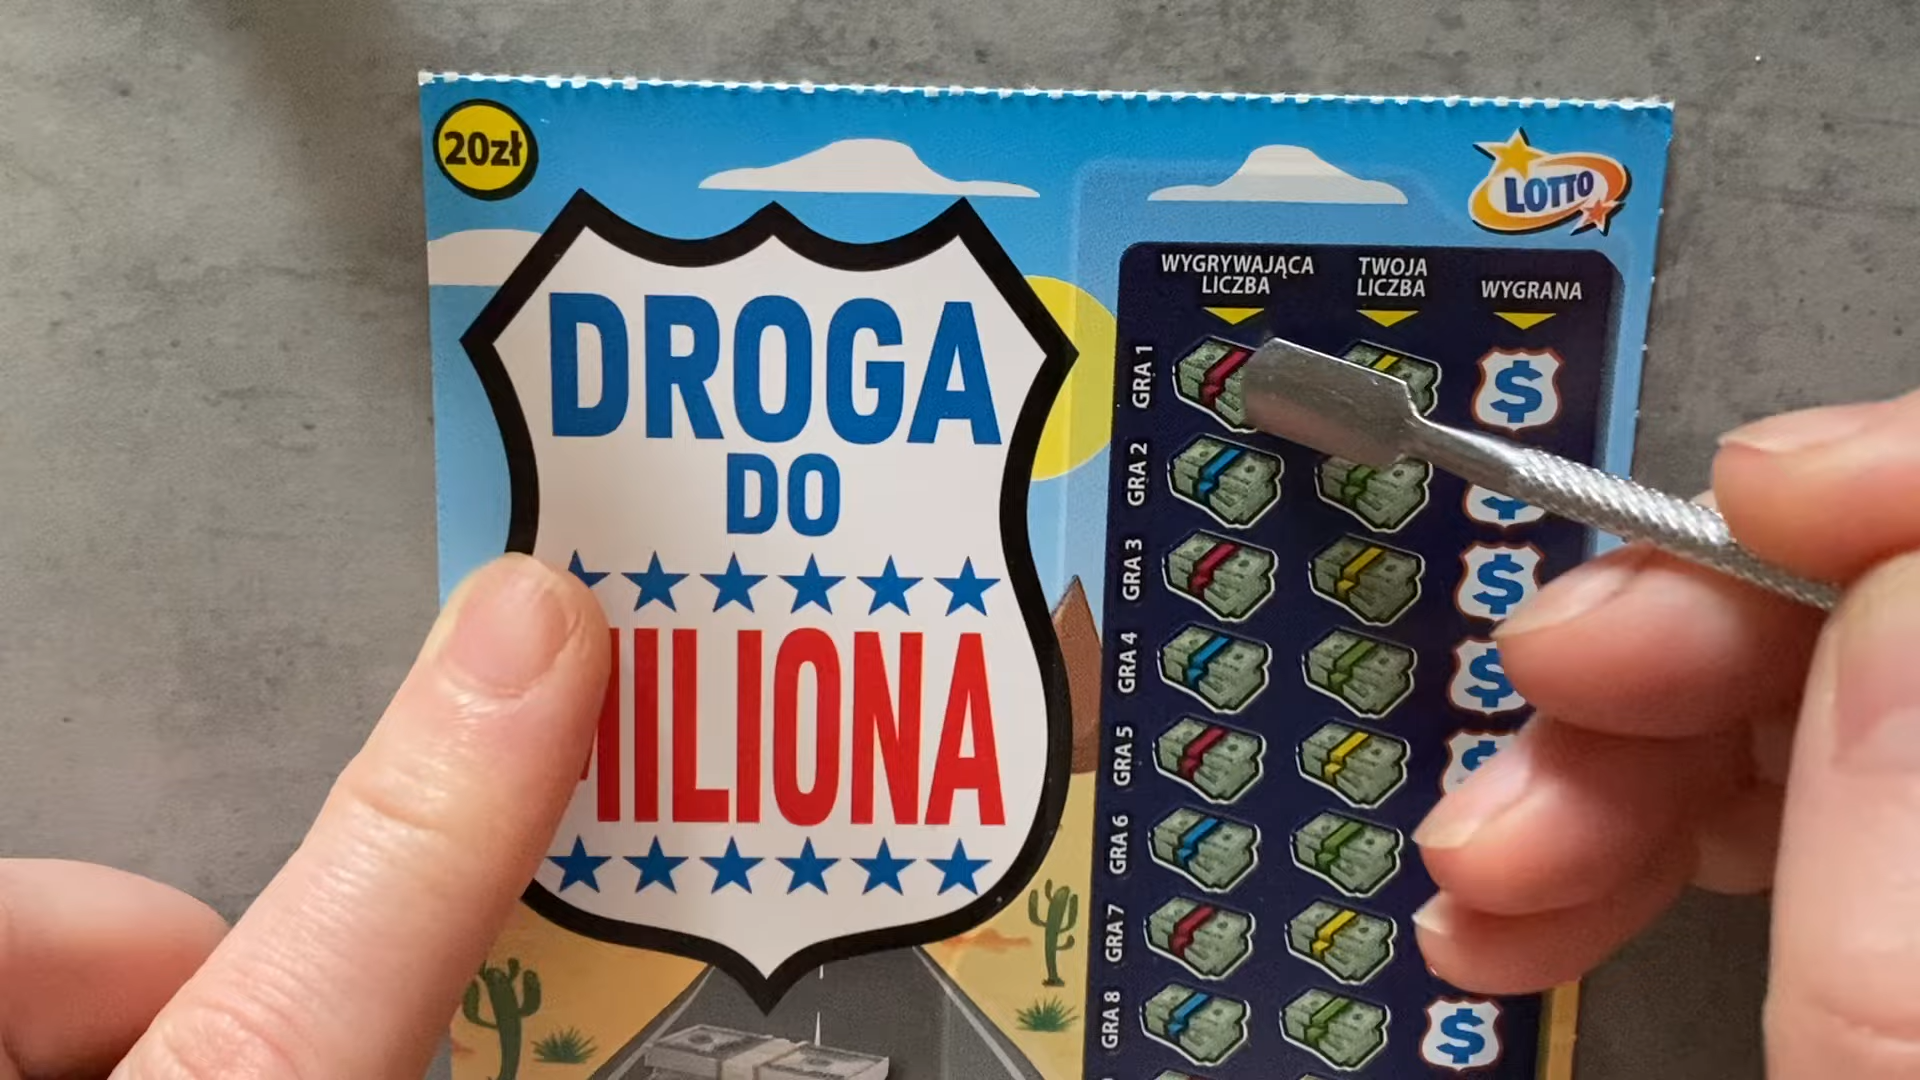 20zł
LOTTO
DROGA
DO
MILIONA
WYGRYWAJĄCA
LICZBA
TWOJA
LICZBA
WYGRANA
GRA 1
$
GRA 2
$
GRA 3
$
GRA 4
$
GRA 5
$
GRA 6
GRA 7
GRA 8
$